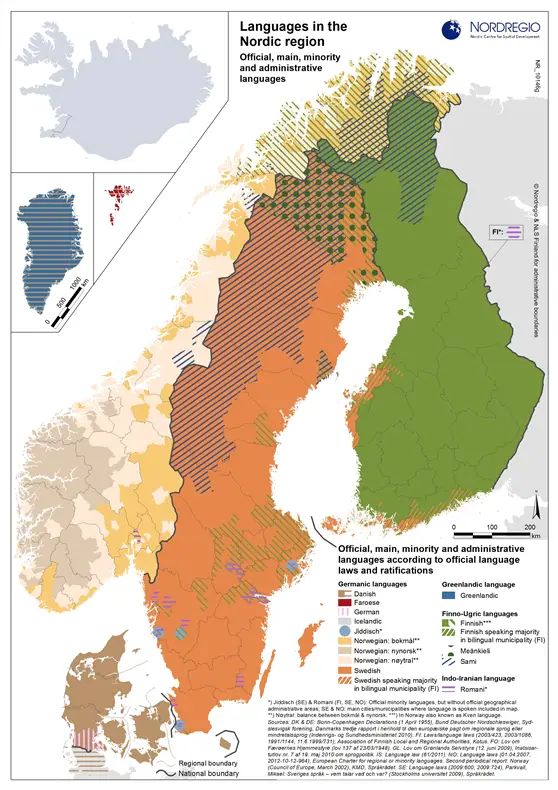 Languages in the
Nordic region
Official, main, minority
and administrative
languages
NORDREGIO
Nordic Centre for Spatial Development
NR_10146g
© Nordregio & NLS Finland for administrative boundaries
FI*:
0 500 1000
km
0 100 200
km
Official, main, minority and administrative
languages according to official language
laws and ratifications
Germanic languages
Danish
Faroese
German
Icelandic
Jiddisch*
Norwegian: bokmål**
Norwegian: nynorsk**
Norwegian: nøytral**
Swedish
Swedish speaking majority
in bilingual municipality (FI)
Greenlandic language
Greenlandic
Finno-Ugric languages
Finnish***
Finnish speaking majority
in bilingual municipality (FI)
Meänkieli
Sami
Indo-Iranian language
Romani*
Regional boundary
National boundary
*) Jiddisch (SE) & Romani (FI, SE, NO): Official minority languages, but without official geographical
administrative areas; SE & NO: main cities/municipalities where language is spoken included in map.
**) Nøytral: balance between bokmål & nynorsk. ***) In Norway also known as Kven language.
Sources: DK & DE: Bonn-Copenhagen Declarations (1 April 1955), Bund Deutscher Nordschleswiger, Syd-
slesvigsk forening, Danmarks tredje rapport i henhold til den europæiske pagt om regionale sprog eller
mindretalssprog (Indenrigs- og Sundhedsministeriet 2010). FI: Laws/language laws (2003/423, 2003/1086,
1991/1144, 11.6.1999/731), Association of Finnish Local and Regional Authorities, Kotus. FO: Lov om
Færøernes Hjemmestyre (lov 137 af 23/03/1948). GL: Lov om Grønlands Selvstyre (12. juni 2009), Inatsisar-
tutlov nr. 7 af 19. maj 2010 om sprogpolitik. IS: Language law (61/2011). NO: Language laws (01.04.2007,
2012-10-12-964), European Charter for regional or minority languages. Second periodical report: Norway
(Council of Europe, March 2002), KMD, Språkrådet. SE: Language laws (2009:600, 2009:724), Parkvall,
Mikael: Sveriges språk – vem talar vad och var? (Stockholms universitet 2009), Språkrådet.